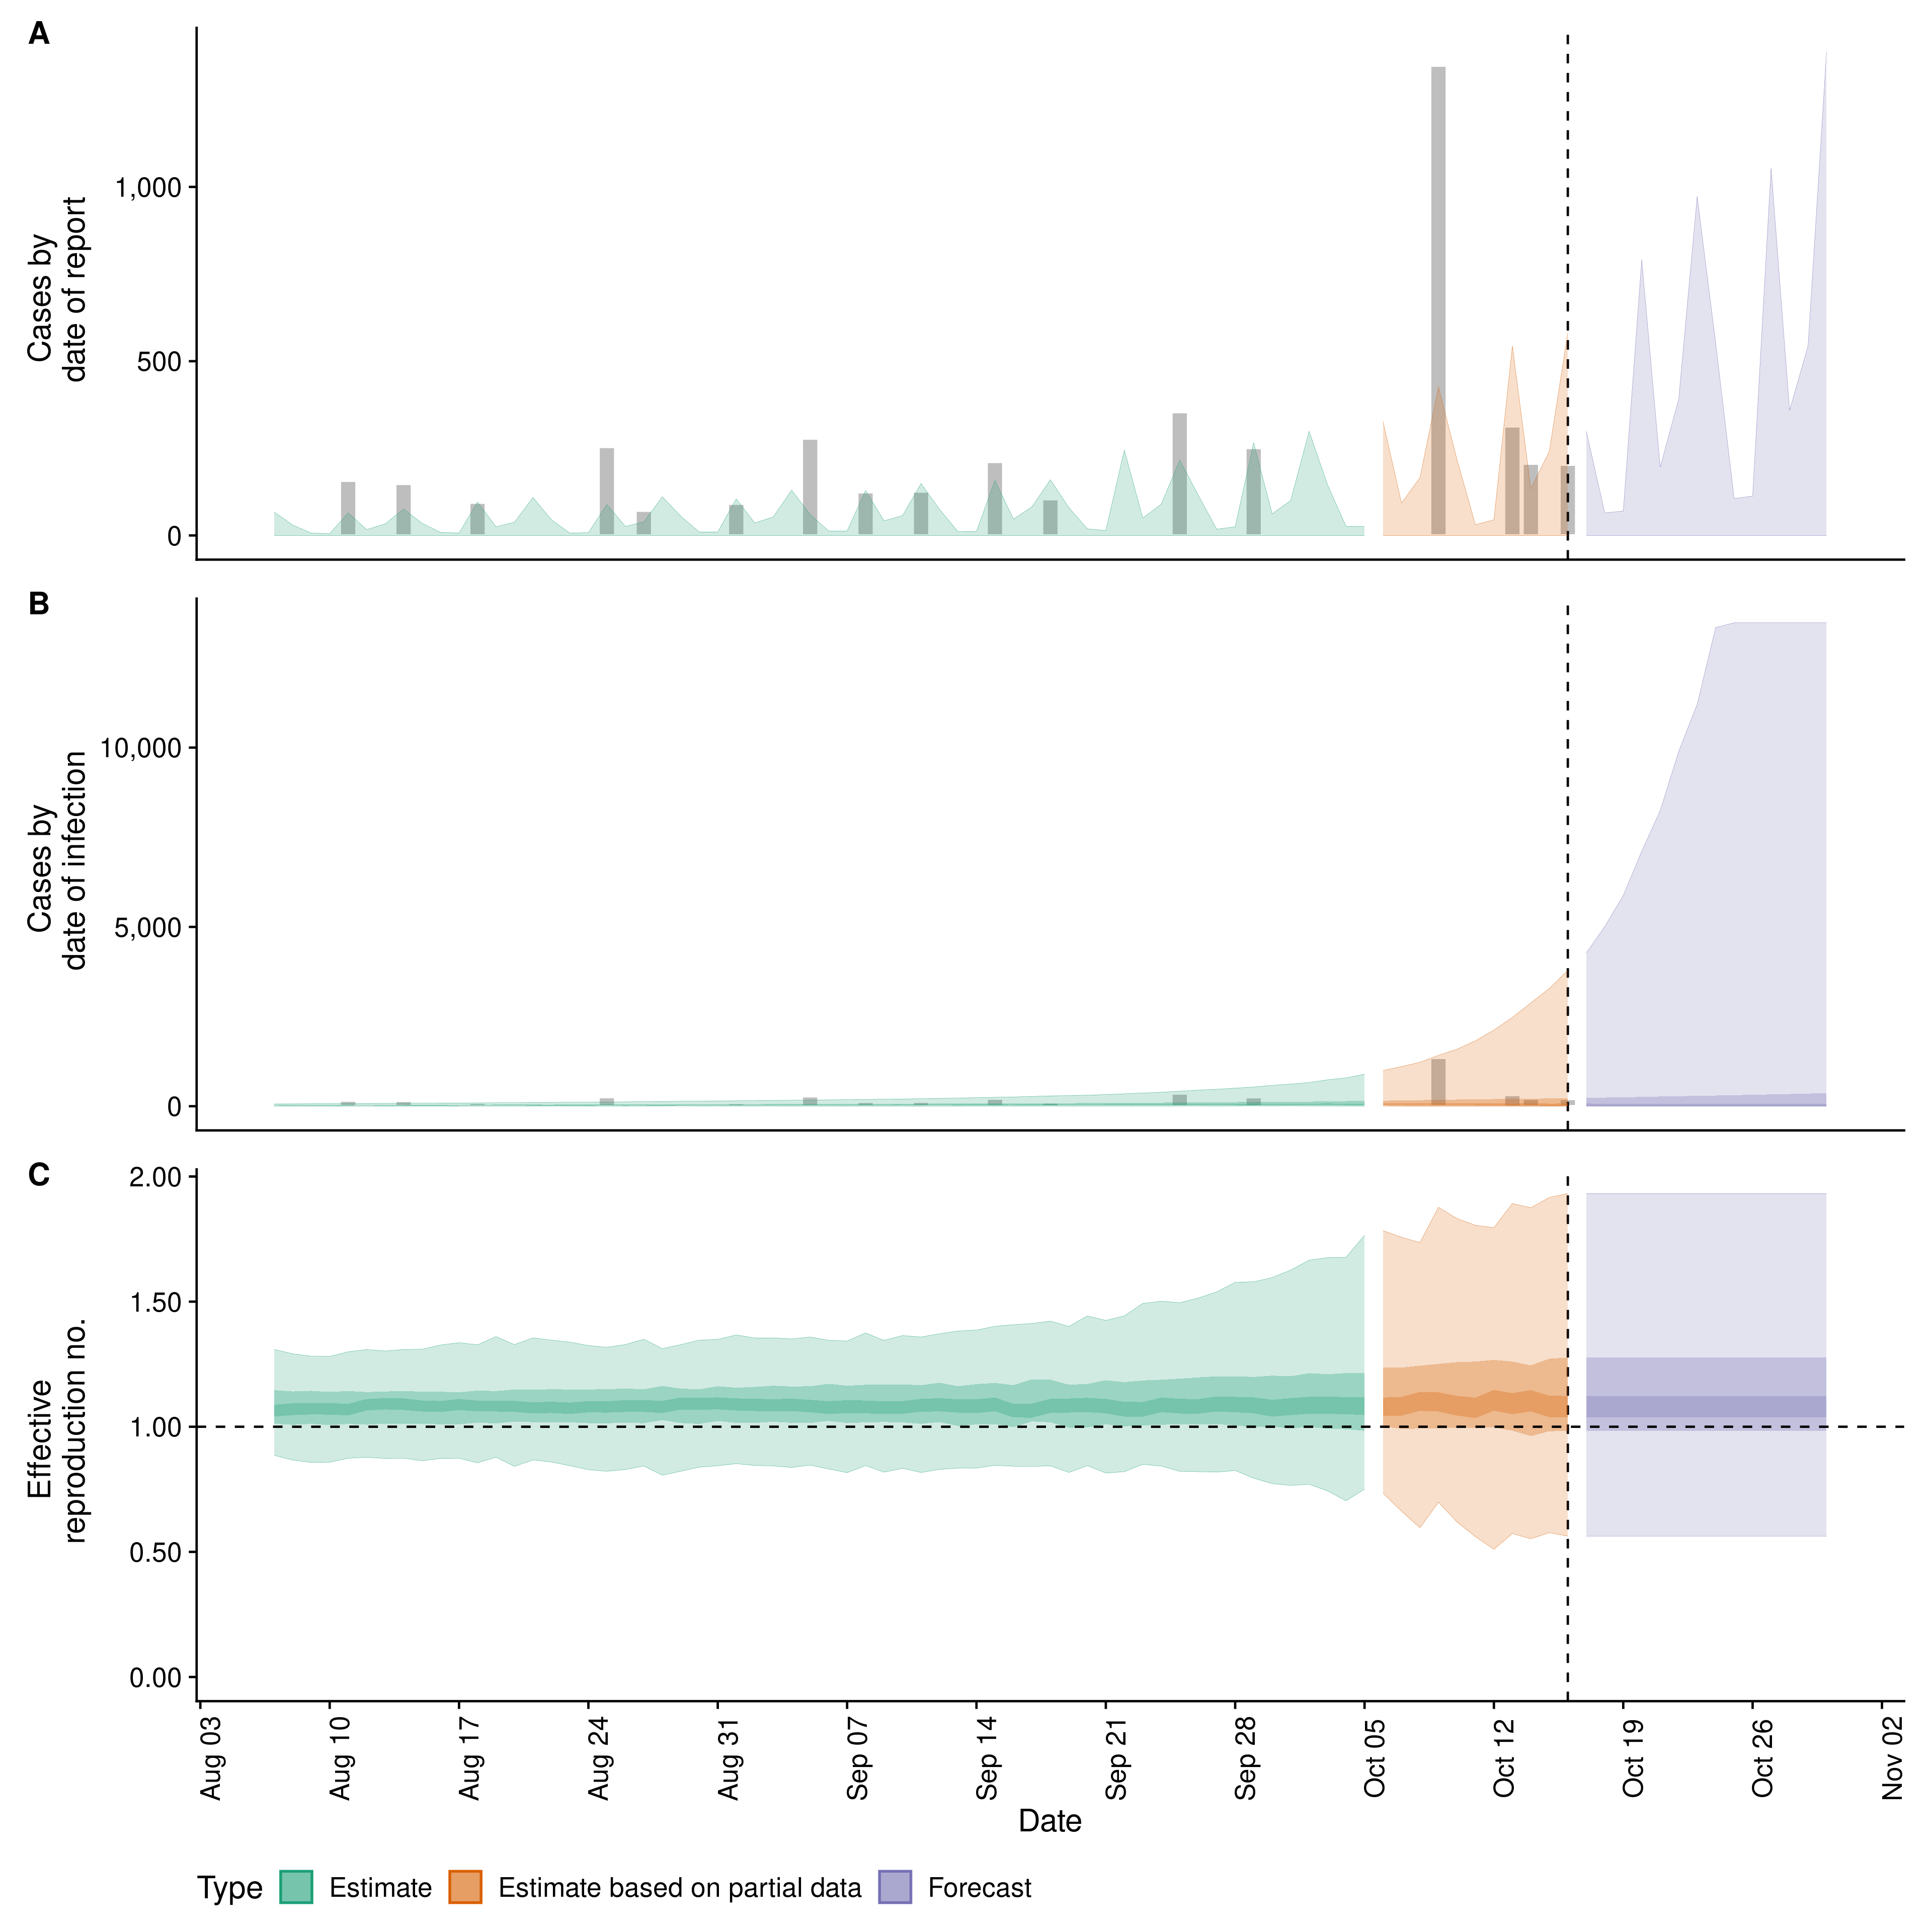 A
Cases by
date of report
1,000
500
0
B
Cases by
date of infection
10,000
5,000
0
C
Effective
reproduction no.
2.00
1.50
1.00
0.50
0.00
Aug 03
Aug 10
Aug 17
Aug 24
Aug 31
Sep 07
Sep 14
Sep 21
Sep 28
Oct 05
Oct 12
Oct 19
Oct 26
Nov 02
Date
Type Estimate Estimate based on partial data Forecast